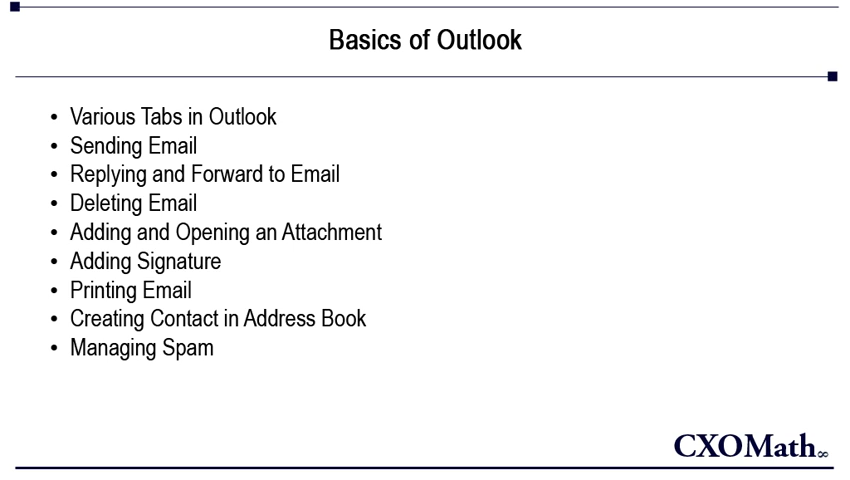 Basics of Outlook
• Various Tabs in Outlook
• Sending Email
• Replying and Forward to Email
• Deleting Email
• Adding and Opening an Attachment
• Adding Signature
• Printing Email
• Creating Contact in Address Book
• Managing Spam
CXOMath∞